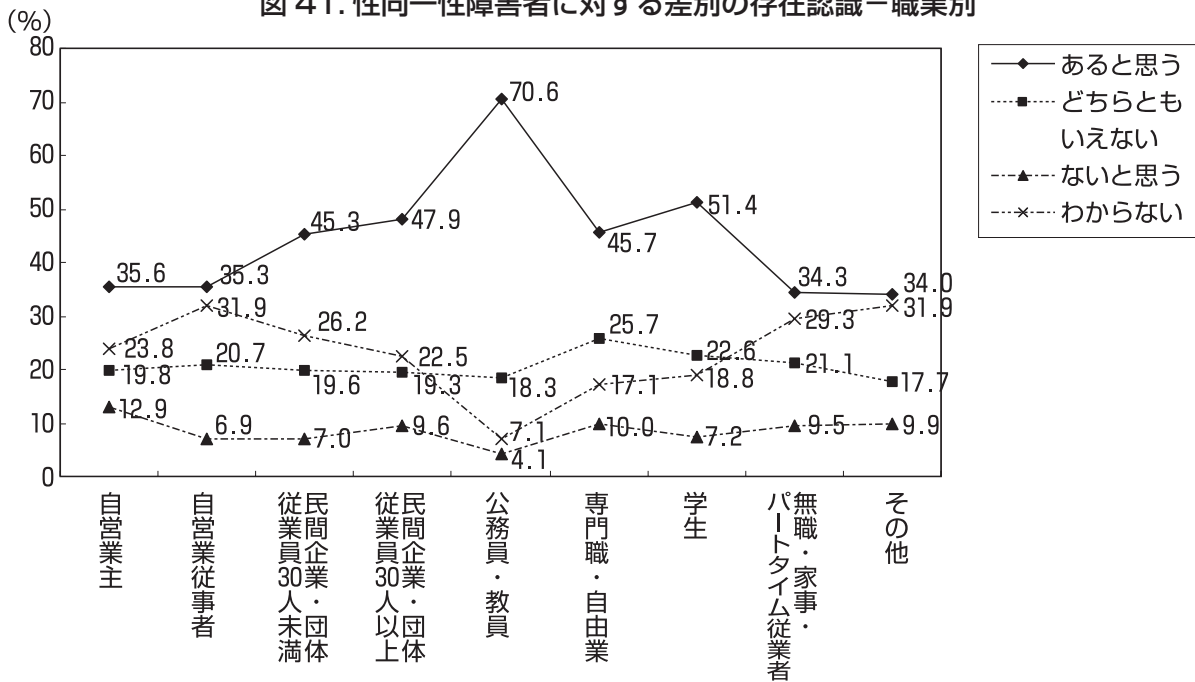 図 41. 性同一性障害者に対する差別の存在認識－職業別
(%)
80
70
60
50
40
30
20
10
0
35.6
35.3
45.3
47.9
70.6
45.7
51.4
34.3
34.0
23.8
31.9
26.2
22.5
7.1
17.1
18.8
29.3
31.9
19.8
20.7
19.6
19.3
18.3
25.7
22.6
21.1
17.7
12.9
6.9
7.0
9.6
4.1
10.0
7.2
9.5
9.9
自営業主
自営業従事者
民間企業・団体
従業員30人未満
民間企業・団体
従業員30人以上
公務員・教員
専門職・自由業
学生
無職・家事・
パートタイム従業者
その他
あると思う
どちらとも
いえない
ないと思う
わからない